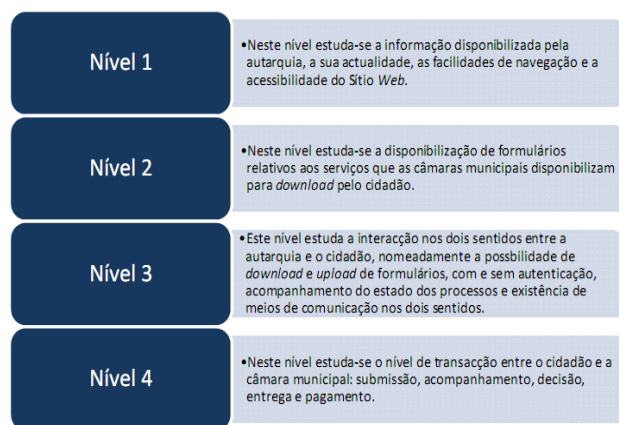 Nível 1
•Neste nível estuda-se a informação disponibilizada pela
autarquia, a sua actualidade, as facilidades de navegação e a
acessibilidade do Sítio Web.
Nível 2
•Neste nível estuda-se a disponibilização de formulários
relativos aos serviços que as câmaras municipais disponibilizam
para download pelo cidadão.
Nível 3
•Este nível estuda a interacção nos dois sentidos entre a
autarquia e o cidadão, nomeadamente a possbilidade de
download e upload de formulários, com e sem autenticação,
acompanhamento do estado dos processos e existência de
meios de comunicação nos dois sentidos.
Nível 4
•Neste nível estuda-se o nível de transacção entre o cidadão e a
câmara municipal: submissão, acompanhamento, decisão,
entrega e pagamento.